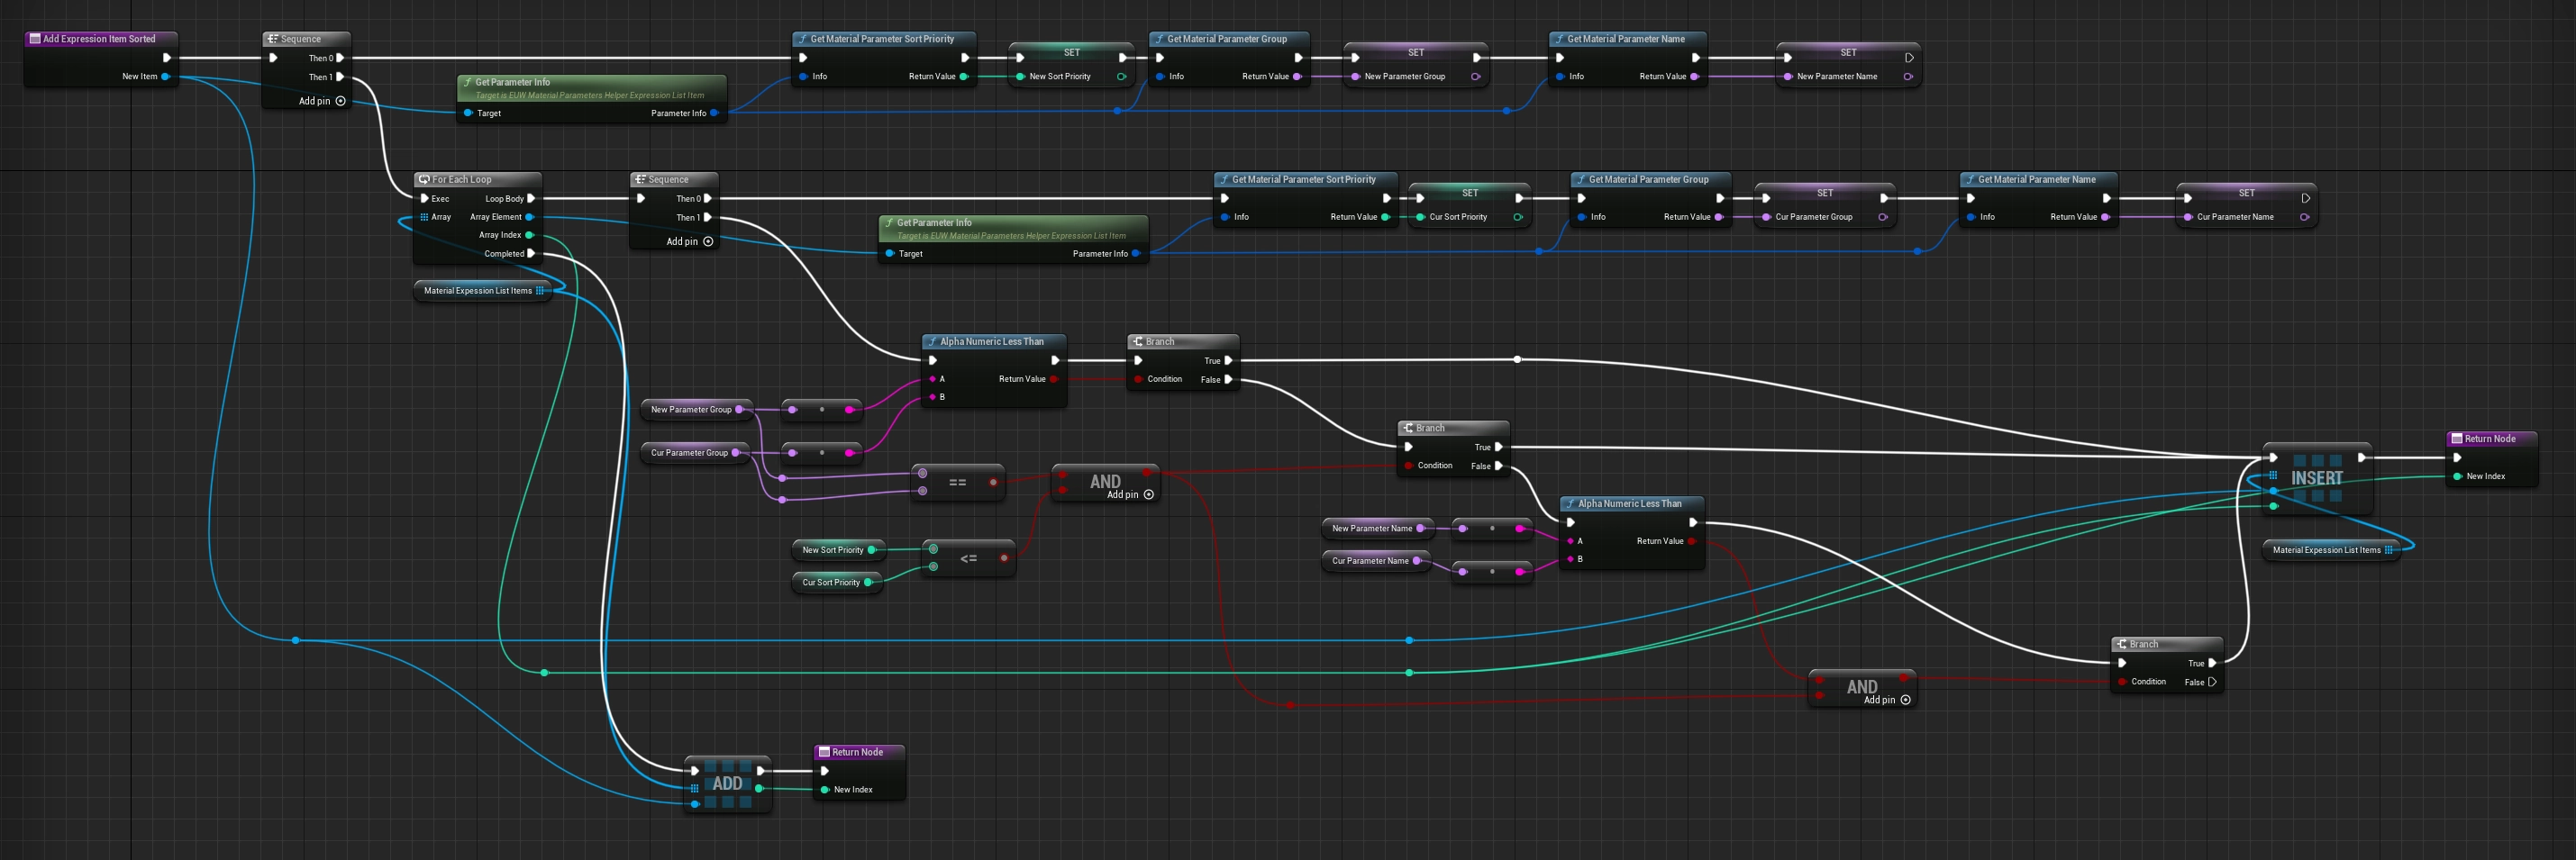 Add Expression Item Sorted
New Item
Sequence
Then 0
Then 1
Add pin
Get Parameter Info
Target is EUW Material Parameters Helper Expression List Item
Target
Parameter Info
Get Material Parameter Sort Priority
Info
Return Value
SET
New Sort Priority
Get Material Parameter Group
Info
Return Value
SET
New Parameter Group
Get Material Parameter Name
Info
Return Value
SET
New Parameter Name
For Each Loop
Exec
Loop Body
Array
Array Element
Array Index
Completed
Material Expession List Items
Sequence
Then 0
Then 1
Add pin
Get Parameter Info
Target is EUW Material Parameters Helper Expression List Item
Target
Parameter Info
Get Material Parameter Sort Priority
Info
Return Value
SET
Cur Sort Priority
Get Material Parameter Group
Info
Return Value
SET
Cur Parameter Group
Get Material Parameter Name
Info
Return Value
SET
Cur Parameter Name
Alpha Numeric Less Than
A
Return Value
B
Branch
True
Condition
False
New Parameter Group
Cur Parameter Group
==
AND
Add pin
New Sort Priority
Cur Sort Priority
<=
Branch
True
Condition
False
New Parameter Name
Cur Parameter Name
Alpha Numeric Less Than
A
Return Value
B
INSERT
Return Node
New Index
Material Expession List Items
AND
Add pin
Branch
True
Condition
False
ADD
Return Node
New Index